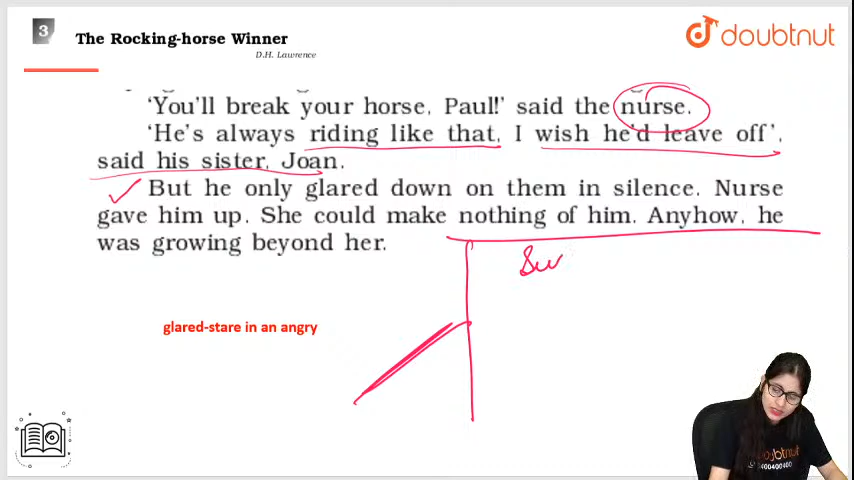 3
The Rocking-horse Winner
D.H. Lawrence
doubtnut
'You'll break your horse, Paul!' said the nurse.
'He's always riding like that, I wish he'd leave off',
said his sister, Joan.
But he only glared down on them in silence. Nurse
gave him up. She could make nothing of him. Anyhow, he
was growing beyond her.
glared-stare in an angry
doubtnut